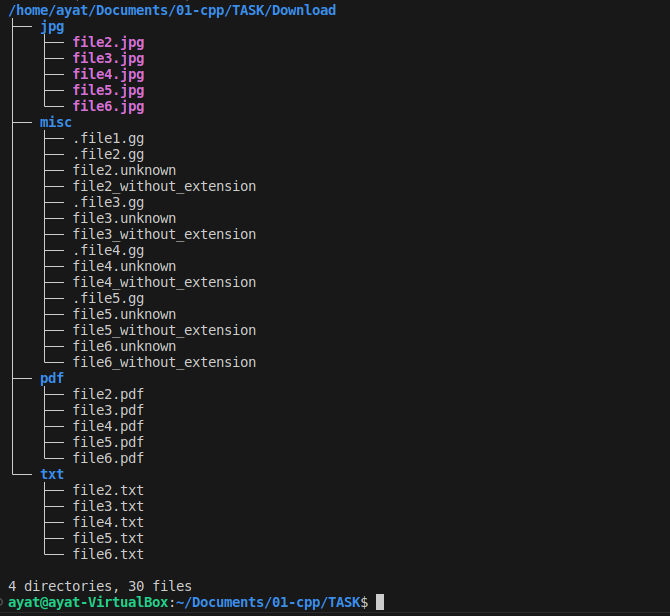 /home/ayat/Documents/01-cpp/TASK/Download
├── jpg
│   ├── file2.jpg
│   ├── file3.jpg
│   ├── file4.jpg
│   ├── file5.jpg
│   └── file6.jpg
├── misc
│   ├── .file1.gg
│   ├── .file2.gg
│   ├── file2.unknown
│   ├── file2_without_extension
│   ├── .file3.gg
│   ├── file3.unknown
│   ├── file3_without_extension
│   ├── .file4.gg
│   ├── file4.unknown
│   ├── file4_without_extension
│   ├── .file5.gg
│   ├── file5.unknown
│   ├── file5_without_extension
│   ├── file6.unknown
│   └── file6_without_extension
├── pdf
│   ├── file2.pdf
│   ├── file3.pdf
│   ├── file4.pdf
│   ├── file5.pdf
│   └── file6.pdf
└── txt
    ├── file2.txt
    ├── file3.txt
    ├── file4.txt
    ├── file5.txt
    └── file6.txt

4 directories, 30 files
ayat@ayat-VirtualBox:~/Documents/01-cpp/TASK$